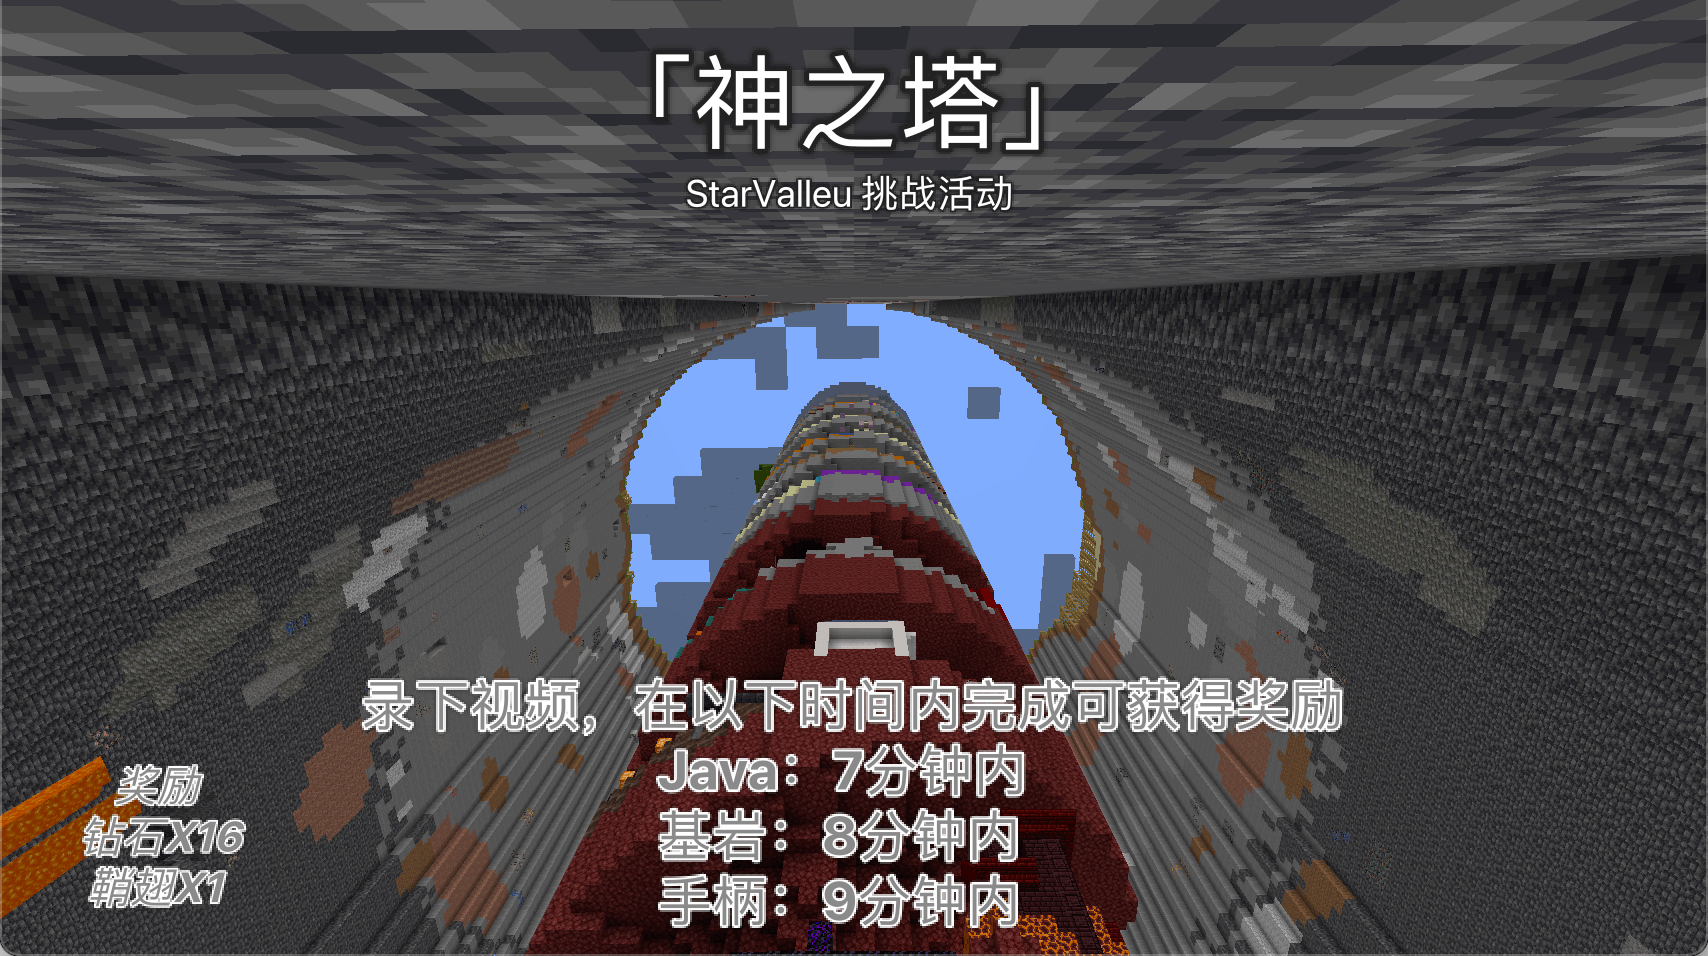 「神之塔」
StarValleu 挑战活动
录下视频，在以下时间内完成可获得奖励
Java：7分钟内
基岩：8分钟内
手柄：9分钟内
奖励
钻石X16
鞘翅X1